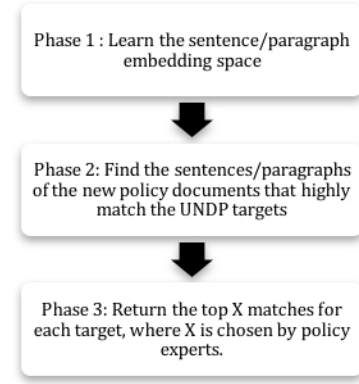 Phase 1 : Learn the sentence/paragraph
embedding space
Phase 2: Find the sentences/paragraphs
of the new policy documents that highly
match the UNDP targets
Phase 3: Return the top X matches for
each target, where X is chosen by policy
experts.